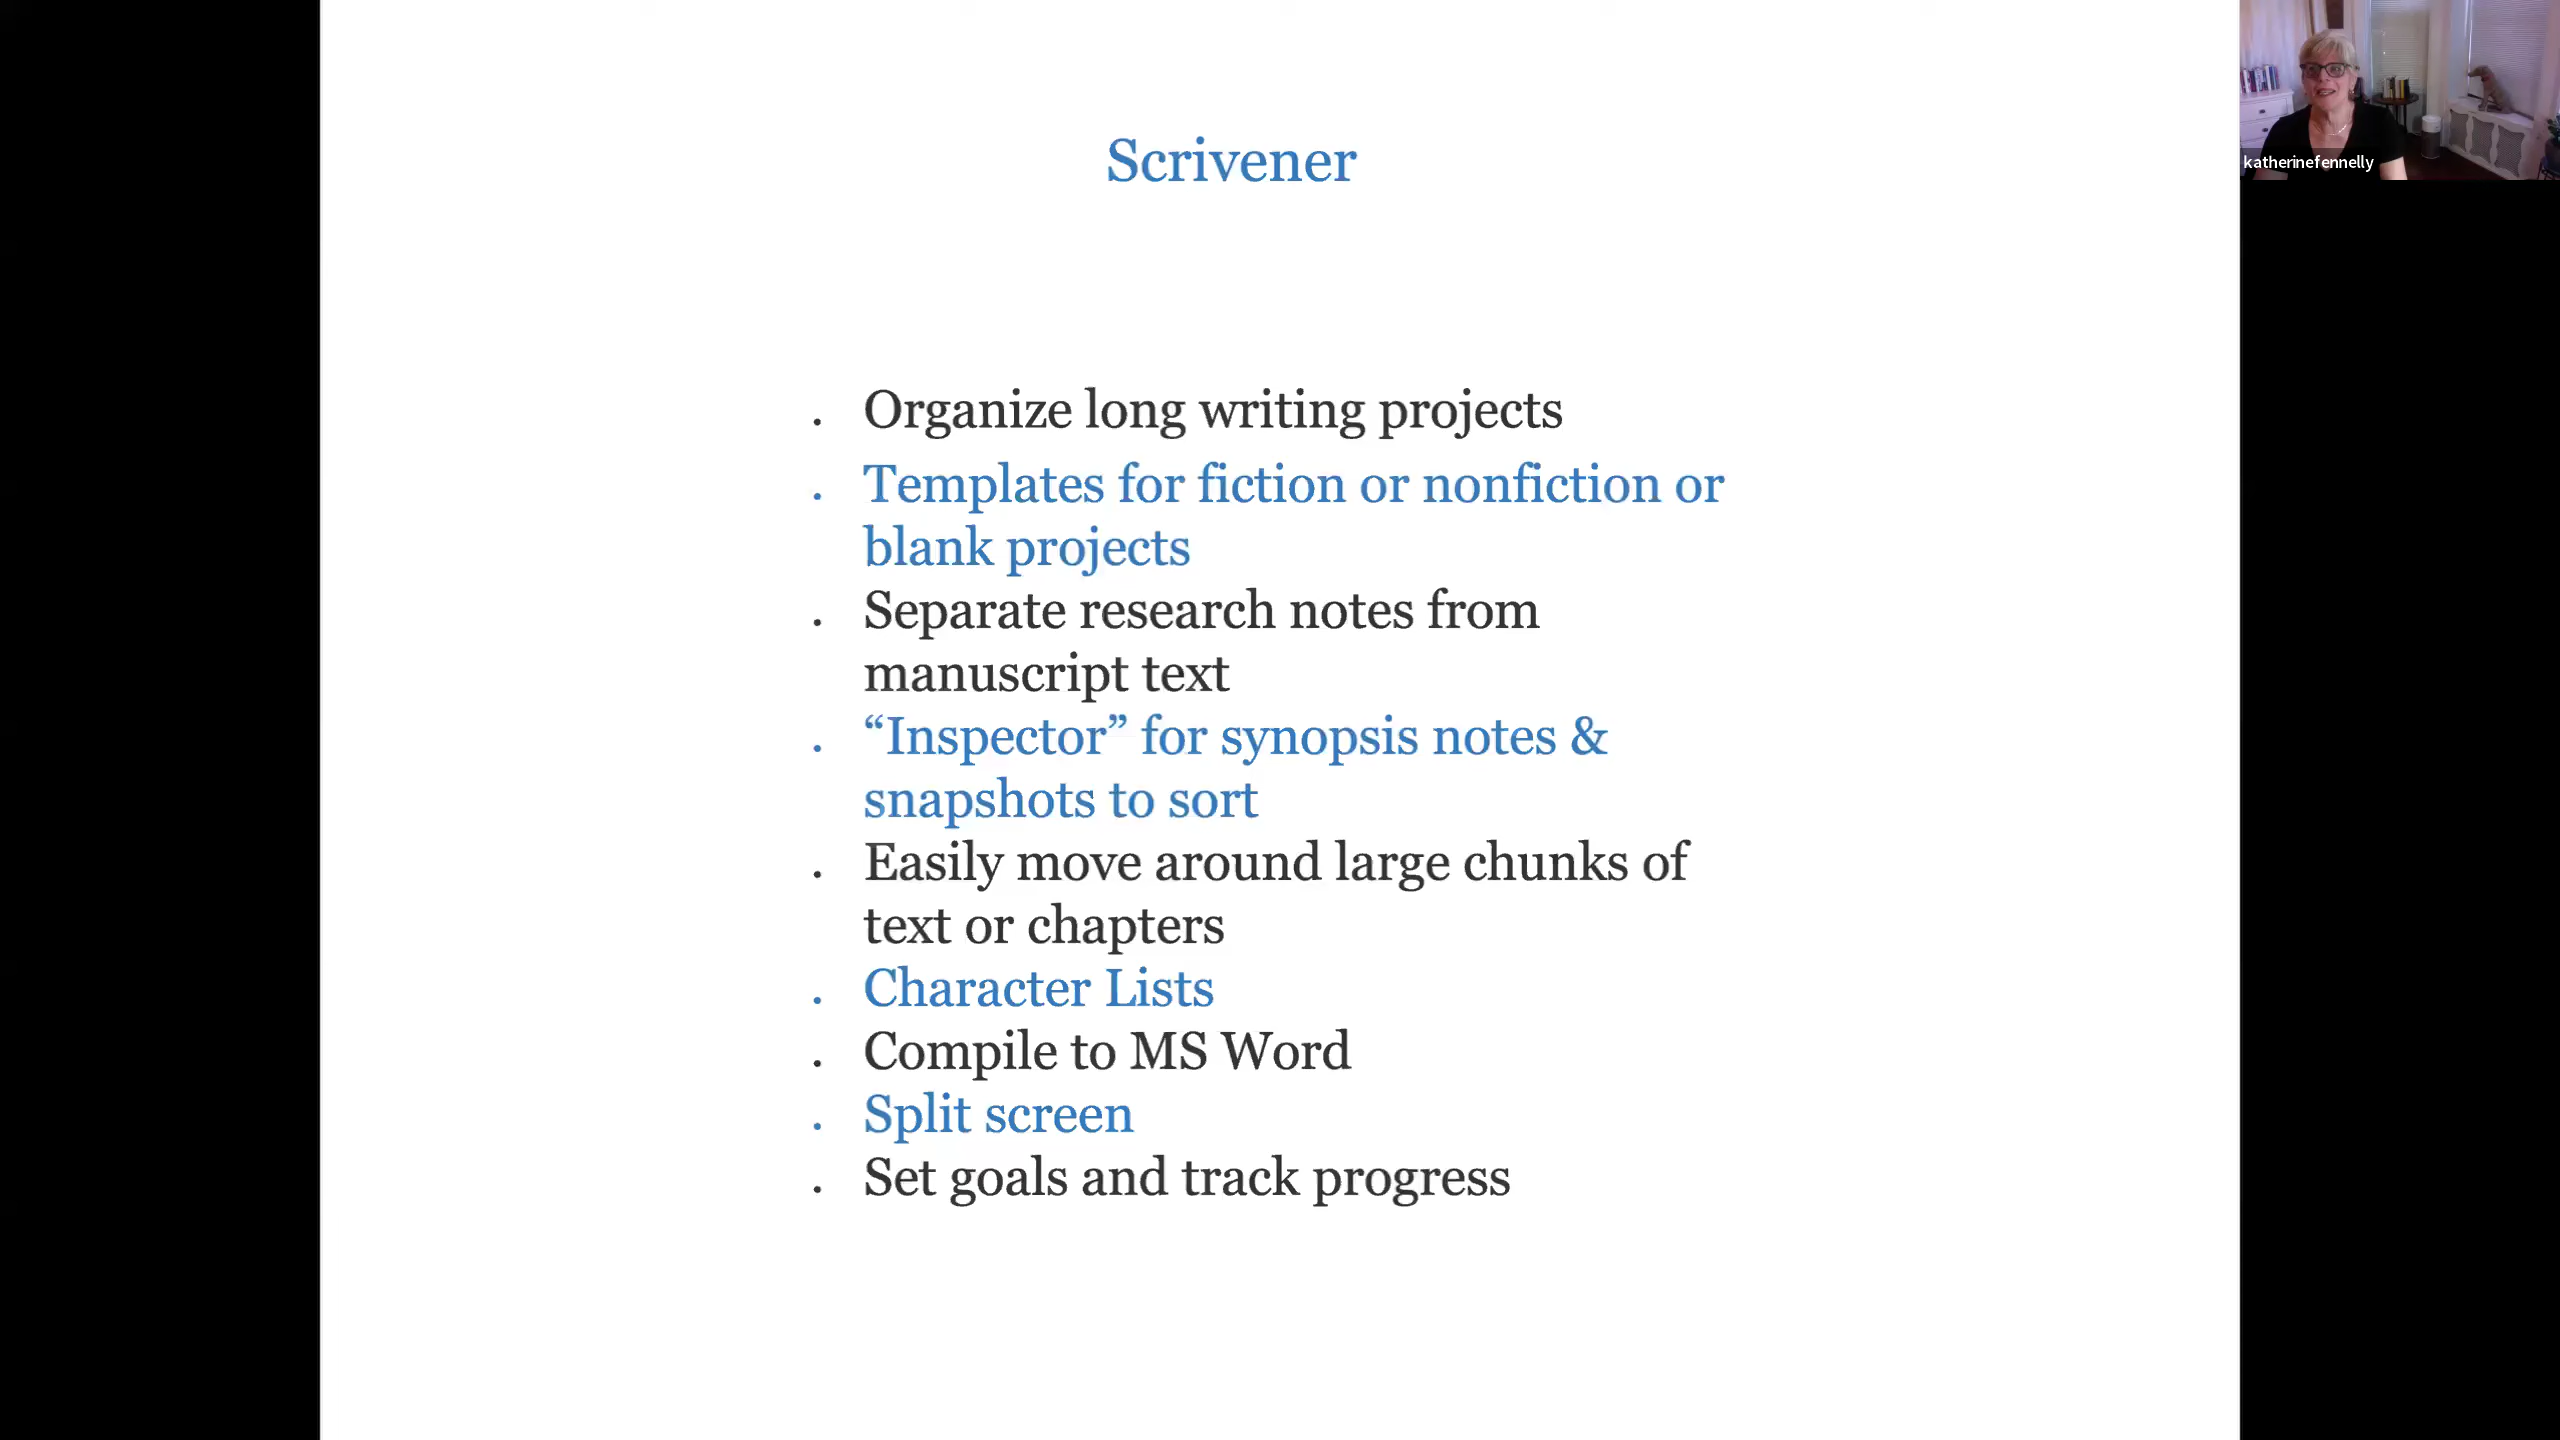 Scrivener
katherinefennelly
. Organize long writing projects
. Templates for fiction or nonfiction or
blank projects
. Separate research notes from
manuscript text
. “Inspector” for synopsis notes &
snapshots to sort
. Easily move around large chunks of
text or chapters
. Character Lists
. Compile to MS Word
. Split screen
. Set goals and track progress